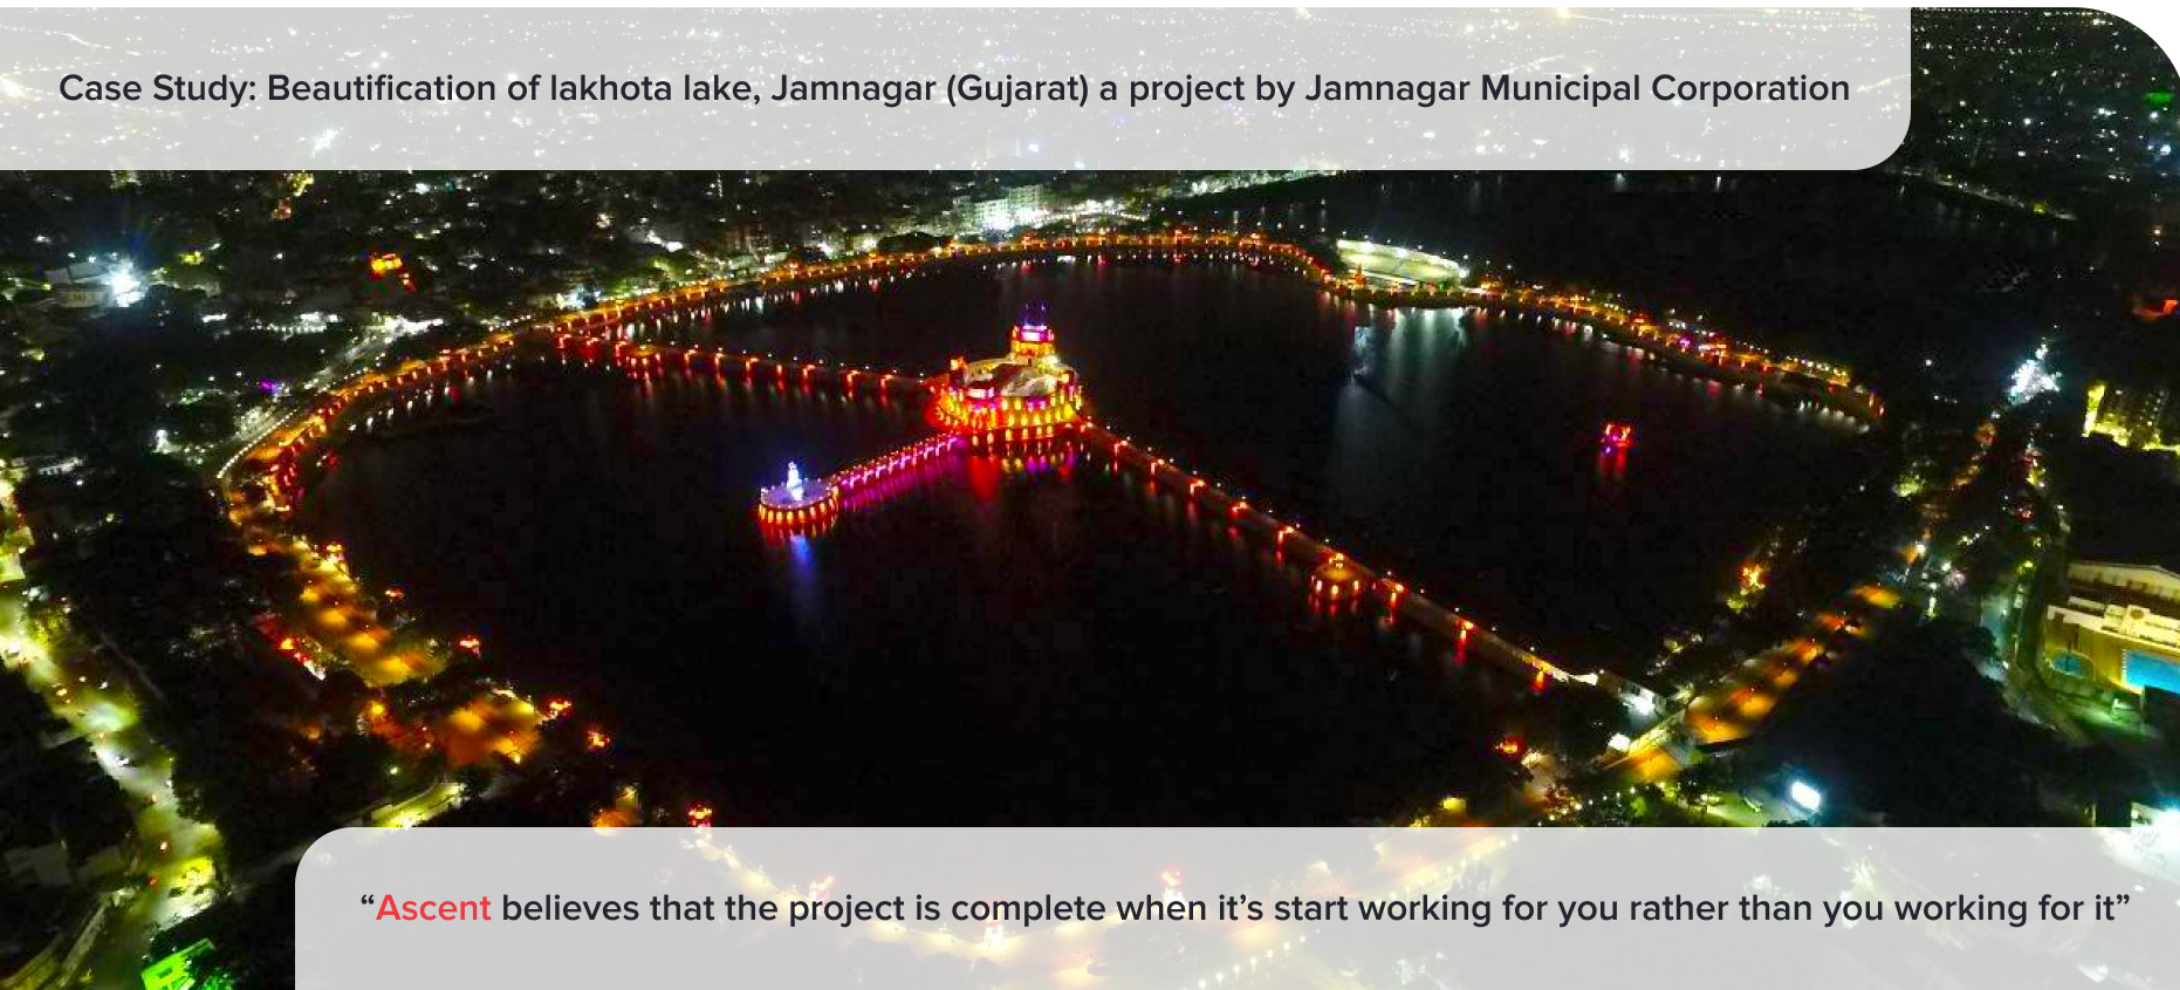 Case Study: Beautification of lakhota lake, Jamnagar (Gujarat) a project by Jamnagar Municipal Corporation
“Ascent believes that the project is complete when it’s start working for you rather than you working for it”